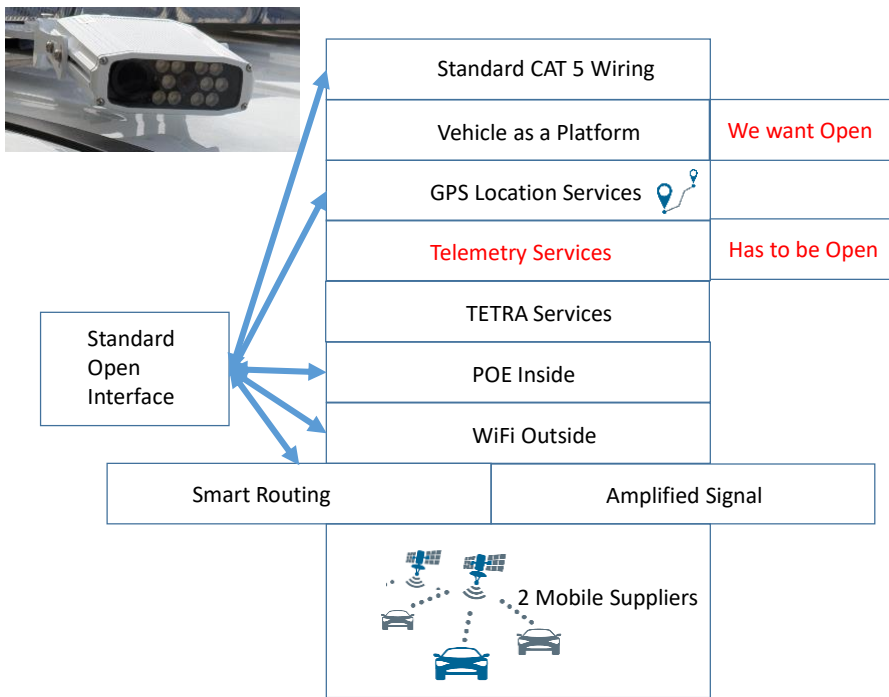 Standard CAT 5 Wiring
Vehicle as a Platform
We want Open
GPS Location Services
Telemetry Services
Has to be Open
TETRA Services
Standard
Open
Interface
POE Inside
WiFi Outside
Smart Routing
Amplified Signal
2 Mobile Suppliers